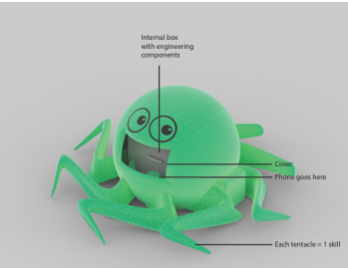 Internal box
with engineering
components
Cover
Phone goes here
Each tentacle = 1 skill